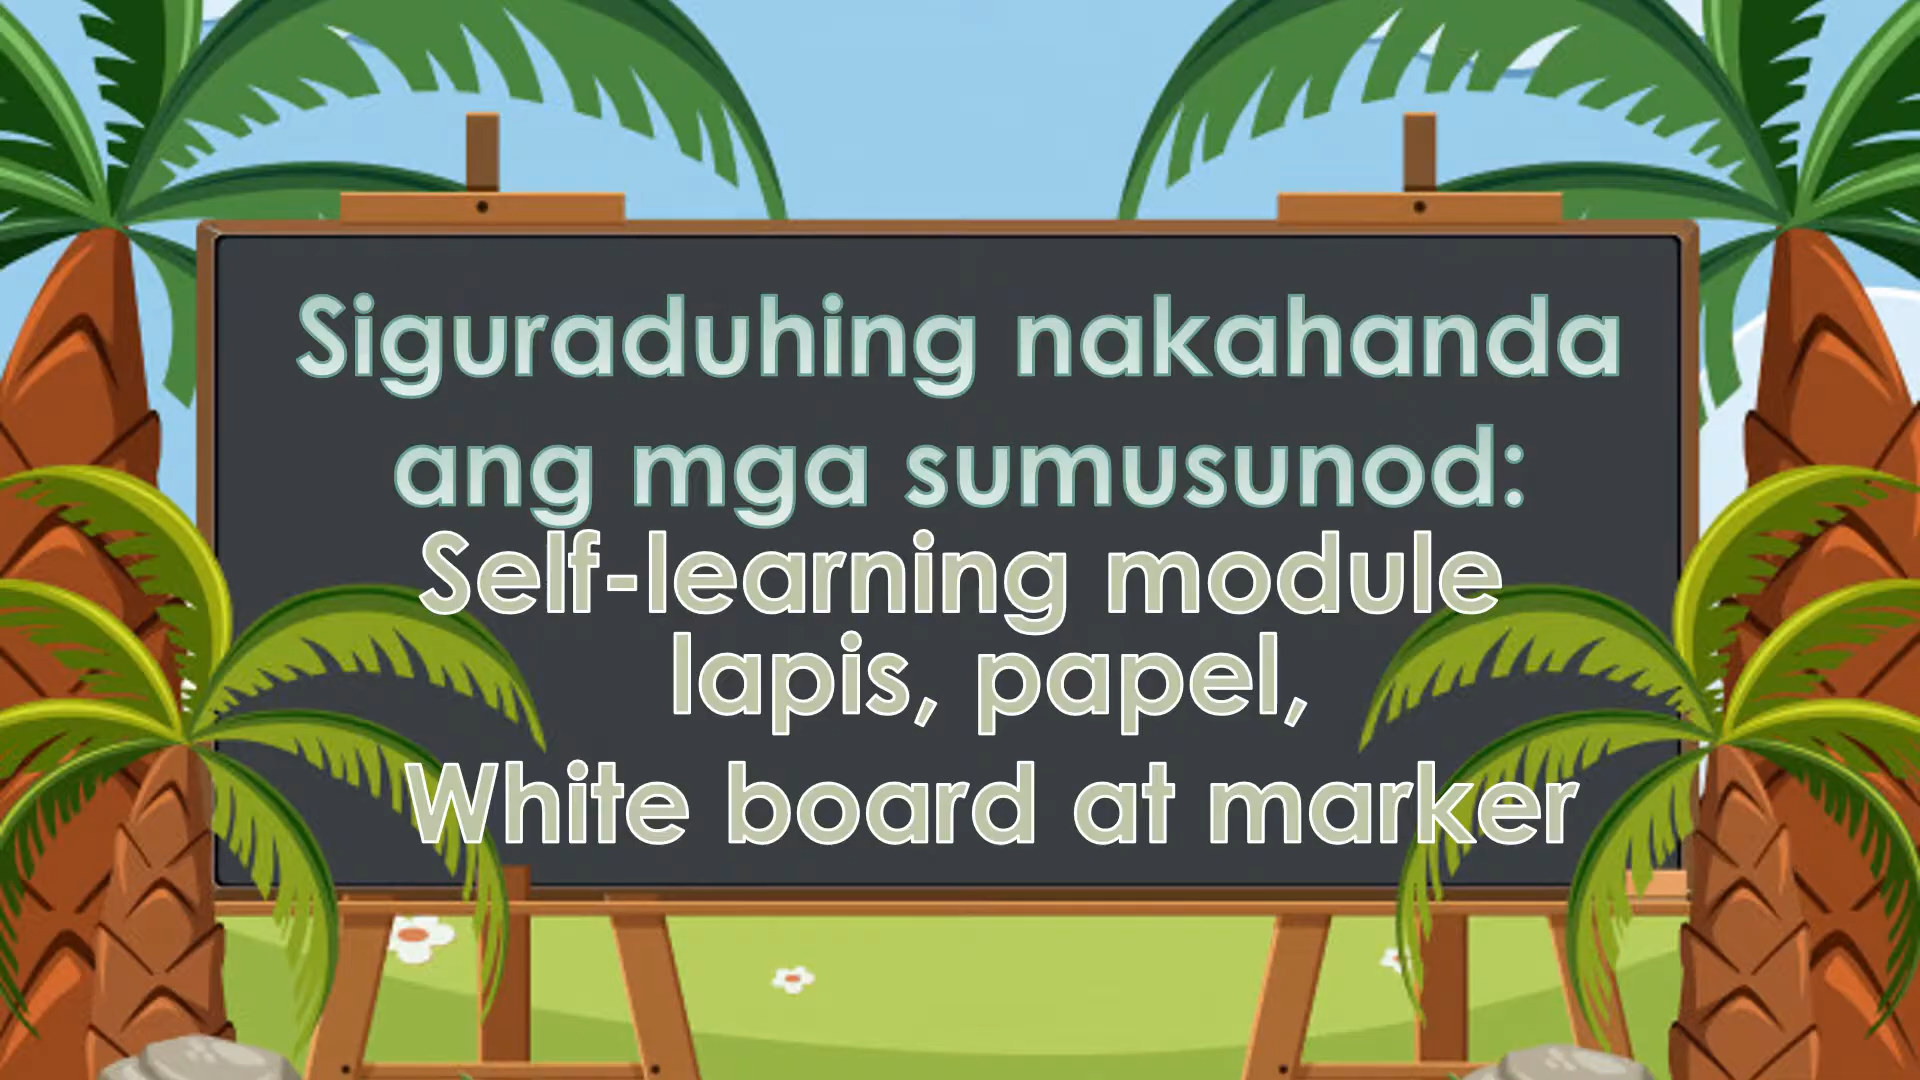 Siguraduhing nakahanda
ang mga sumusunod:
Self-learning module
lapis, papel,
White board at marker